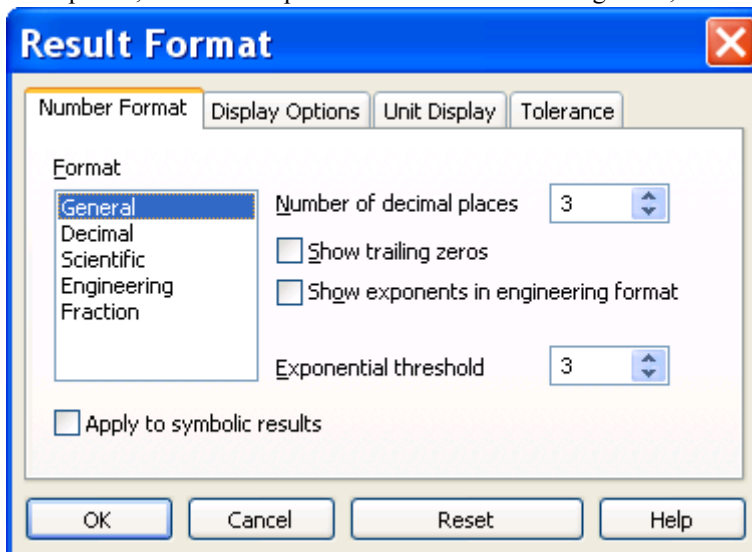 Result Format
Number Format Display Options Unit Display Tolerance
Format
General
Decimal
Scientific
Engineering
Fraction
Number of decimal places 3
Show trailing zeros
Show exponents in engineering format
Exponential threshold 3
Apply to symbolic results
OK Cancel Reset Help